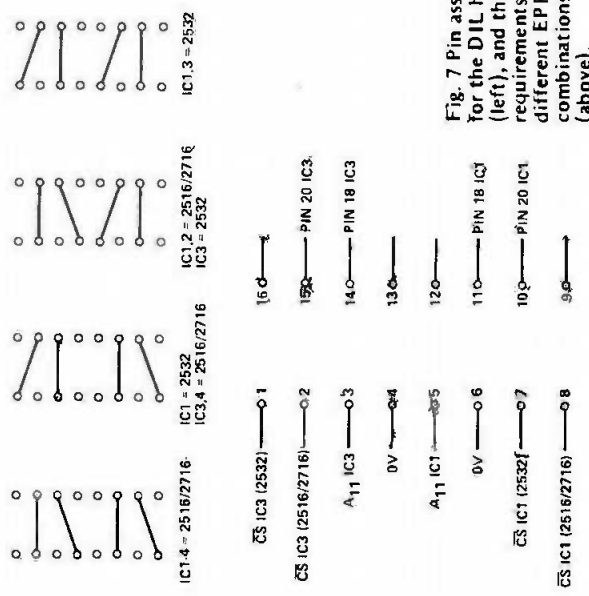 IC1-4 = 2516/2716
IC1 = 2532
IC3,4 = 2516/2716
IC1,2 = 2516/2716
IC3 = 2532
IC1,3 = 2532
CS IC3 (2532) 1
CS IC3 (2516/2716) 2
A11 IC3 3
0V 4
A11 IC1 5
0V 6
CS IC1 (2532) 7
CS IC1 (2516/2716) 8
16
15 PIN 20 IC3
14 PIN 18 IC3
13
12
11 PIN 18 IC1
10 PIN 20 IC1
9
Fig. 7 Pin ass
for the DIL h
(left), and th
requirements
different EPR
combinations
(above).